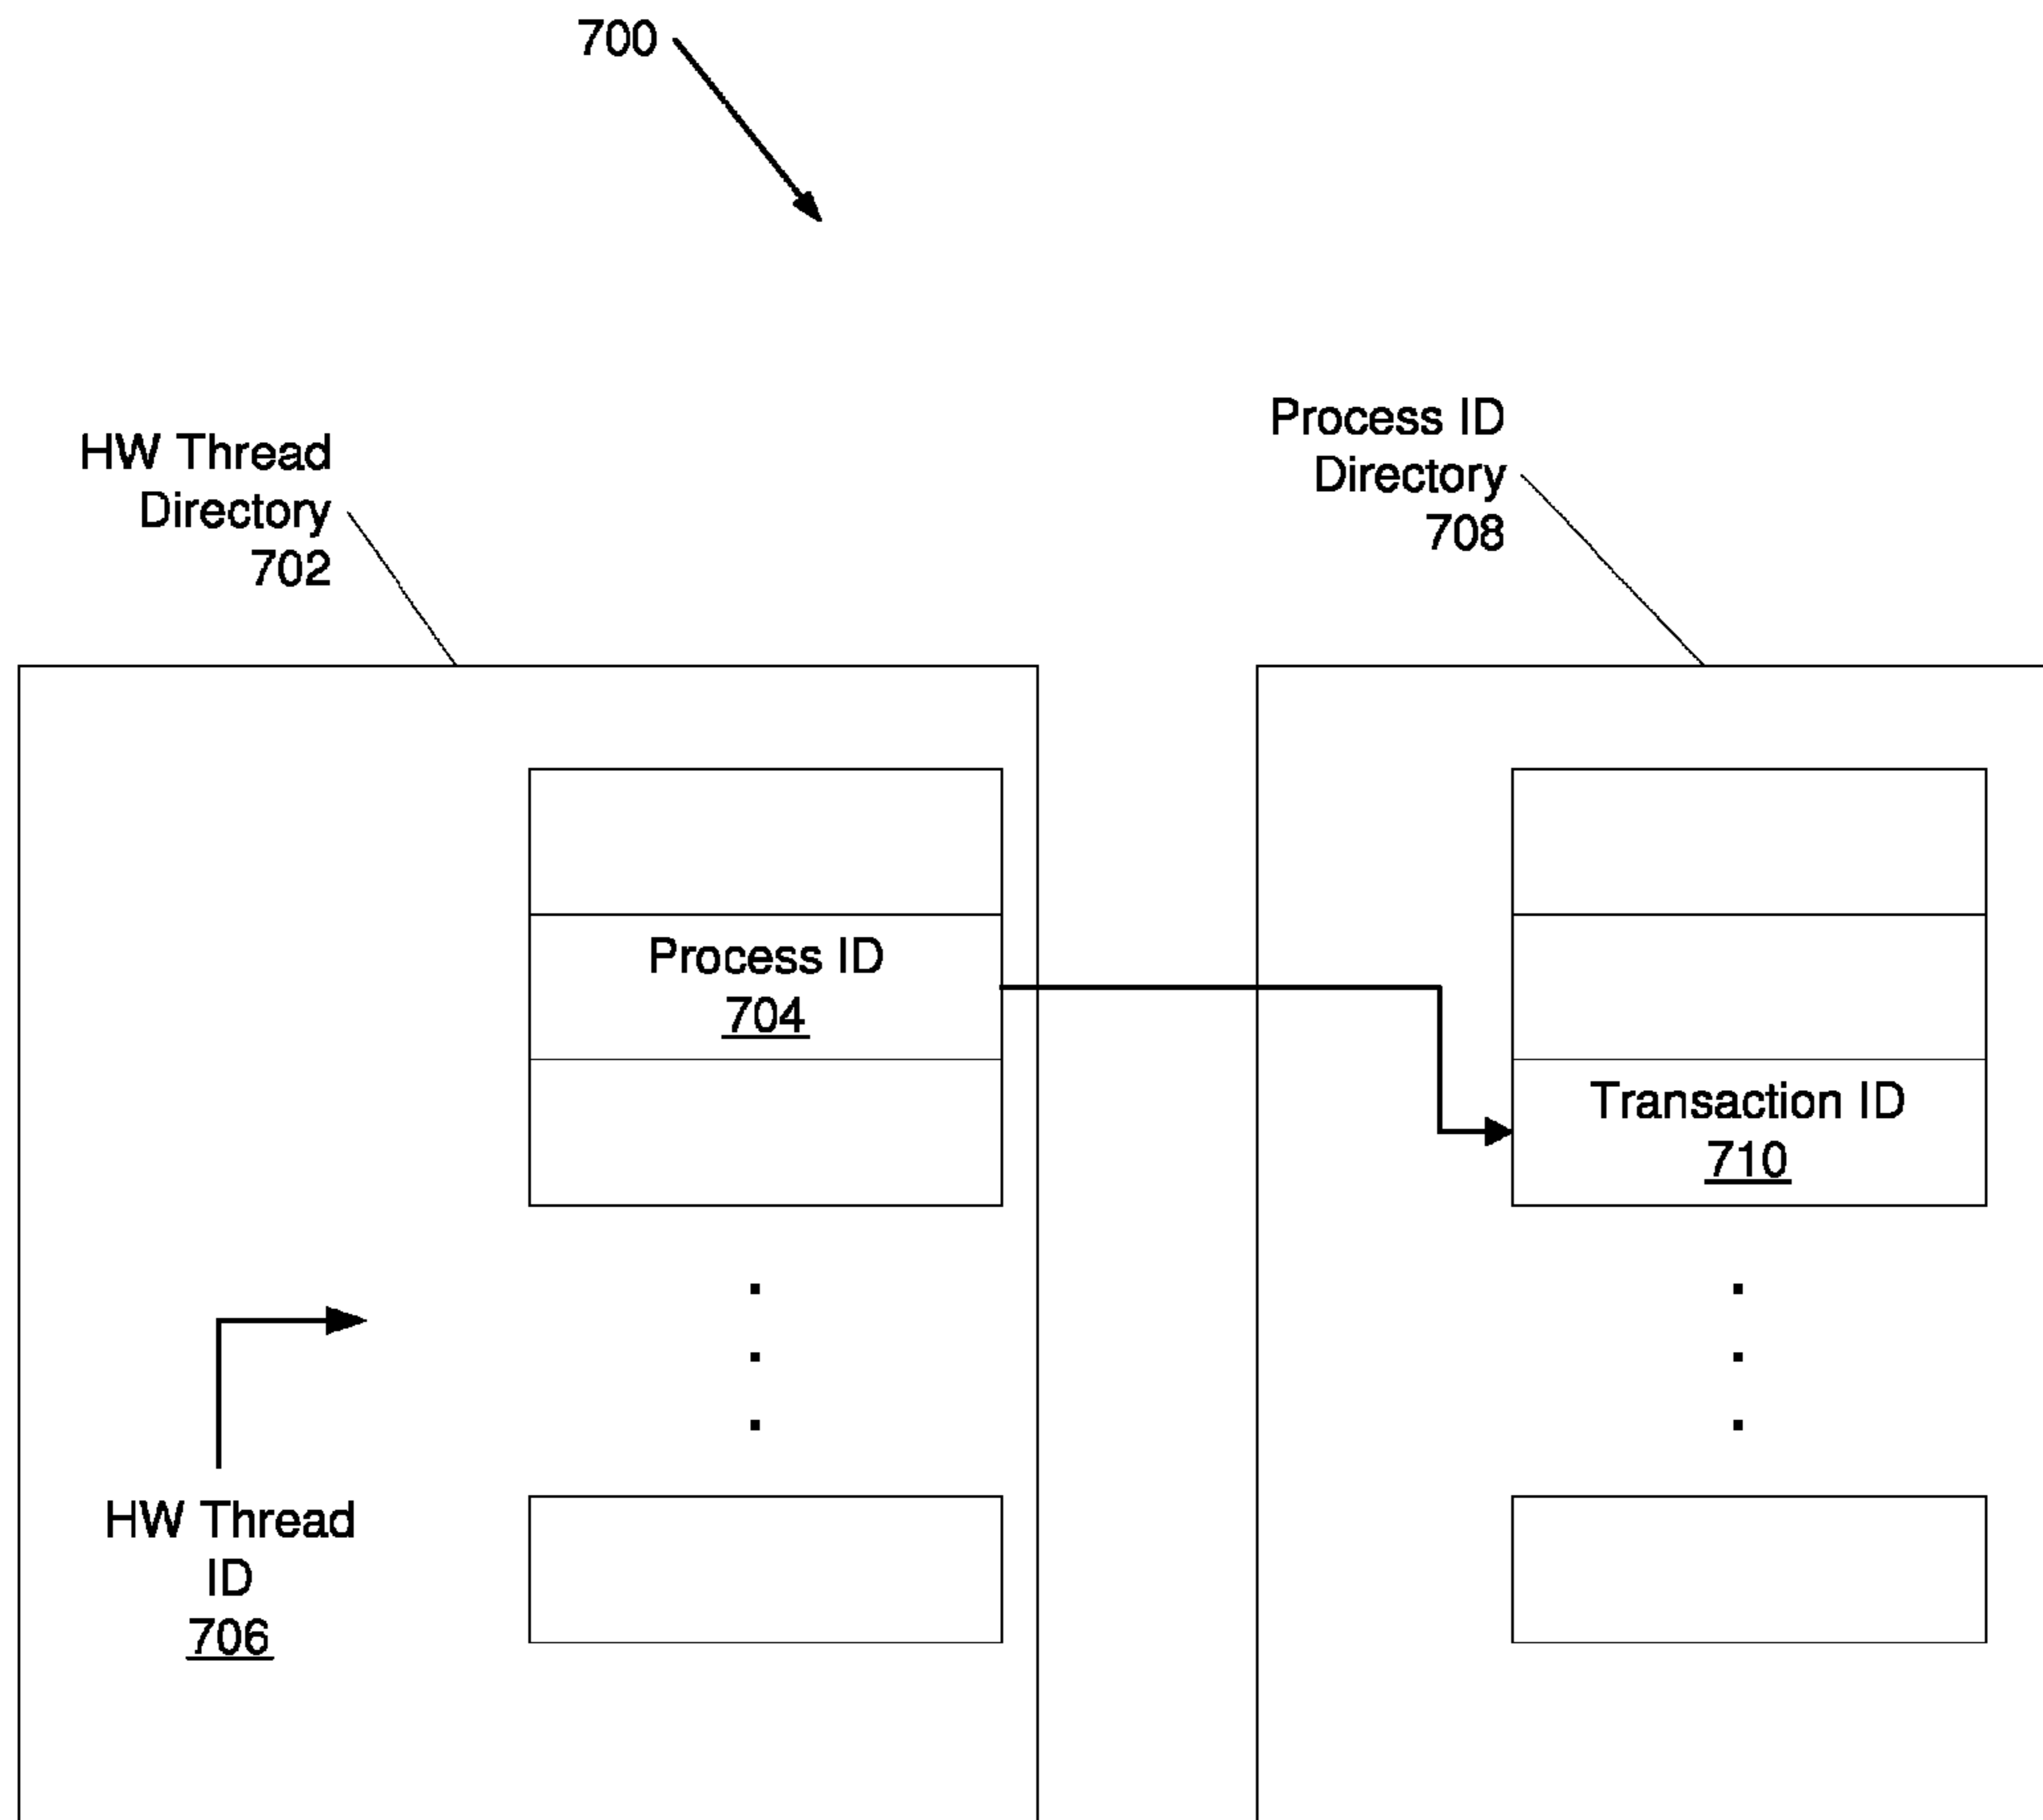 700
HW Thread
Directory
702
Process ID
Directory
708
Process ID
704
Transaction ID
710
HW Thread
ID
706